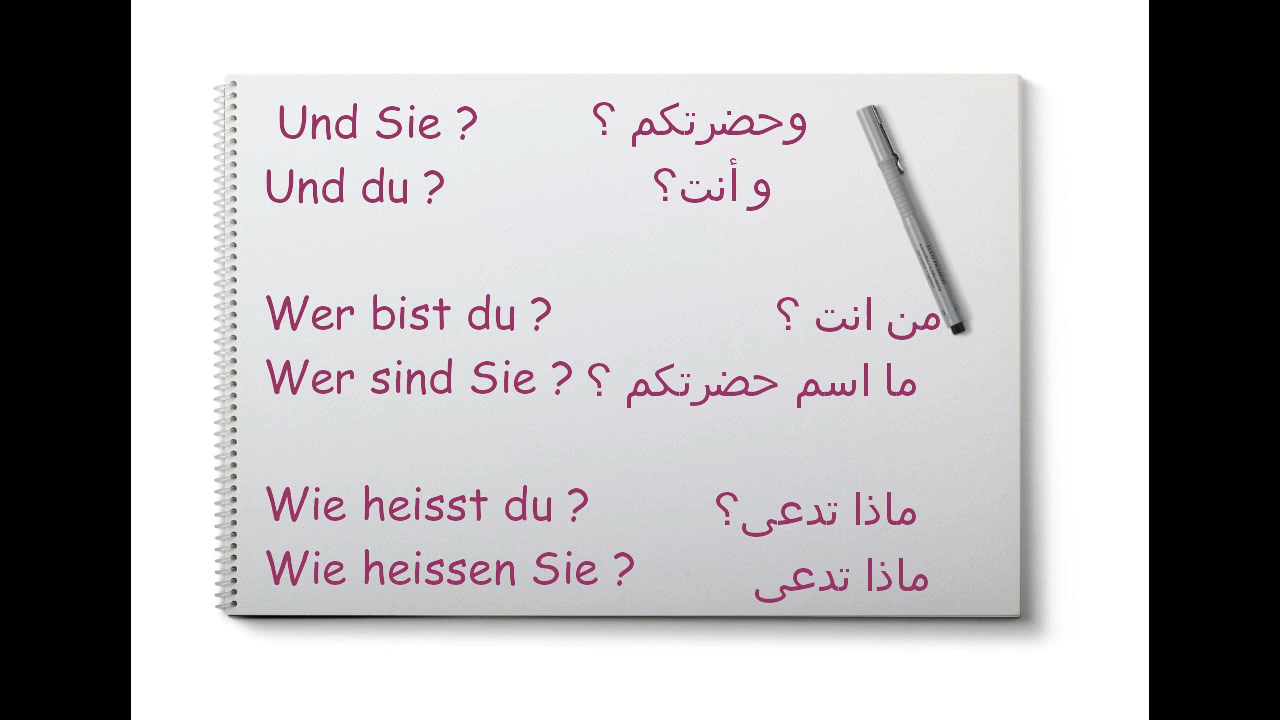 Und Sie ? وحضرتكم ؟
Und du ? و أنت؟
Wer bist du ? من انت ؟
Wer sind Sie ? ما اسم حضرتكم ؟
Wie heisst du ? ماذا تدعى؟
Wie heissen Sie ? ماذا تدعى